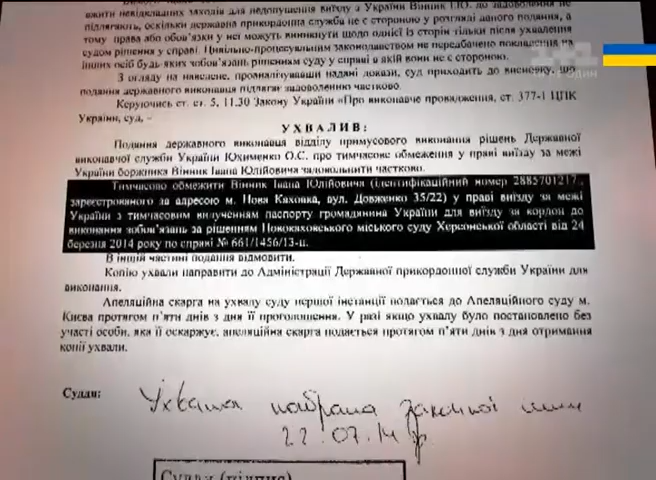 вжити невідкладних заходів для недопущення виїзду з України Вінник І.Ю. до задоволення не
підлягають, оскільки державна прикордонна служба не є стороною у розгляді даного подання, а
тому права або обов'язки у неї можуть виникнути щодо однієї із сторін тільки після ухвалення
судом рішення у справі. Цивільно-процесуальним законодавством не передбачено покладення на
інших осіб будь-яких зобов'язань рішенням суду у справі в якій вони не є стороною.
З огляду на наведене, проаналізувавши надані докази, суд приходить до висновку, що
подання державного виконавця підлягає задоволенню частково.
Керуючись ст. ст. 5, 11,30 Закону України «Про виконавче провадження, ст. 377-1 ЦПК
України, суд, –
УХВАЛИВ:
Подання державного виконавця відділу примусового виконання рішень Державної
виконавчої служби України Юхименко О.С. про тимчасове обмеження у праві виїзду за межі
України боржника Вінник Івана Юлійовича задовольнити частково.
Тимчасово обмежити Вінник Івана Юлійовича (ідентифікаційний номер 2885701217,
зареєстрованого за адресою м. Нова Каховка, вул. Довженко 35/22) у праві виїзду за межі
України з тимчасовим вилученням паспорту громадянина України для виїзду за кордон до
виконання зобов'язань за рішенням Новокаховського міського суду Херсонської області від 24
березня 2014 року по справі № 661/1456/13-ц.
В іншій частині подання відмовити.
Копію ухвали направити до Адміністрації Державної прикордонної служби України для
виконання.
Апеляційна скарга на ухвалу суду першої інстанції подається до Апеляційного суду м.
Києва протягом п'яти днів з дня її проголошення. У разі якщо ухвалу було постановлено без
участі особи, яка її оскаржує, апеляційна скарга подається протягом п'яти днів з дня отримання
копії ухвали.
Суддя:
Ухвала набрала законної сили
22.07.14 р
Суддя (підпис)